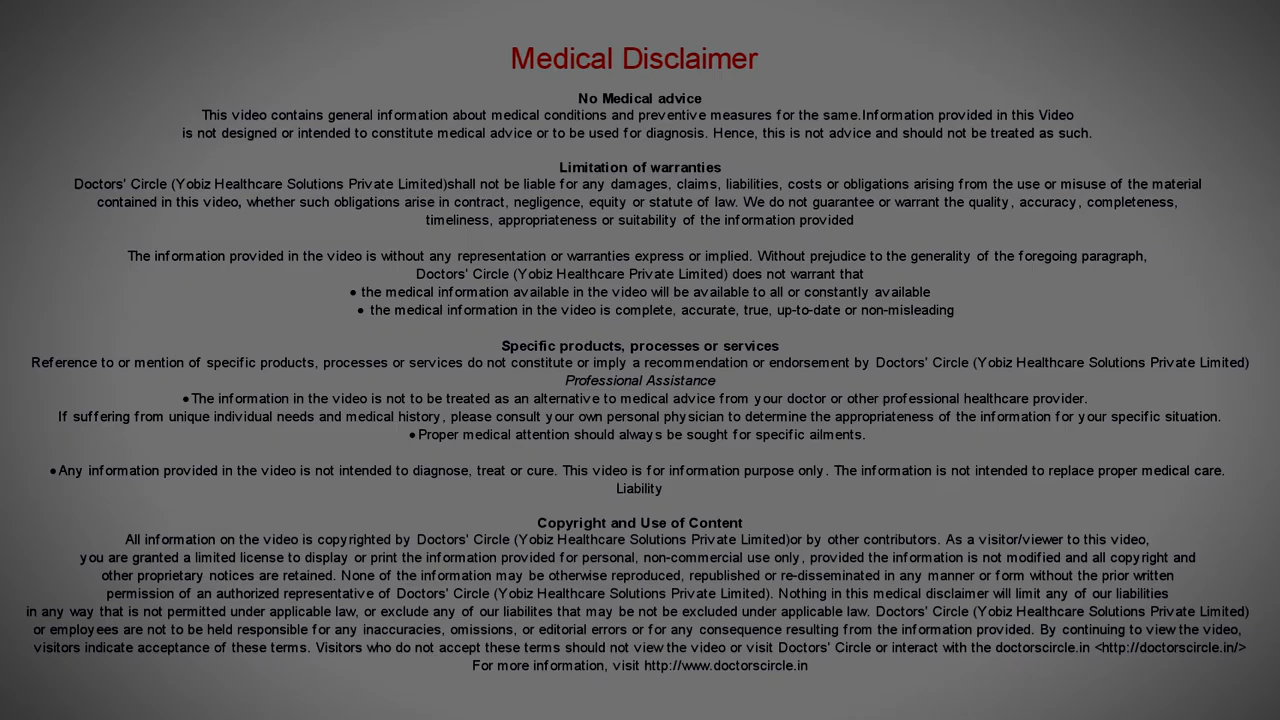 Medical Disclaimer
No Medical advice
This video contains general information about medical conditions and preventive measures for the same.Information provided in this Video
is not designed or intended to constitute medical advice or to be used for diagnosis. Hence, this is not advice and should not be treated as such.
Limitation of warranties
Doctors' Circle (Yobiz Healthcare Solutions Private Limited)shall not be liable for any damages, claims, liabilities, costs or obligations arising from the use or misuse of the material
contained in this video, whether such obligations arise in contract, negligence, equity or statute of law. We do not guarantee or warrant the quality, accuracy, completeness,
timeliness, appropriateness or suitability of the information provided
The information provided in the video is without any representation or warranties express or implied. Without prejudice to the generality of the foregoing paragraph,
Doctors' Circle (Yobiz Healthcare Private Limited) does not warrant that
● the medical information available in the video will be available to all or constantly available
● the medical information in the video is complete, accurate, true, up-to-date or non-misleading
Specific products, processes or services
Reference to or mention of specific products, processes or services do not constitute or imply a recommendation or endorsement by Doctors' Circle (Yobiz Healthcare Solutions Private Limited)
Professional Assistance
●The information in the video is not to be treated as an alternative to medical advice from your doctor or other professional healthcare provider.
If suffering from unique individual needs and medical history, please consult your own personal physician to determine the appropriateness of the information for your specific situation.
●Proper medical attention should always be sought for specific ailments.
●Any information provided in the video is not intended to diagnose, treat or cure. This video is for information purpose only. The information is not intended to replace proper medical care.
Liability
Copyright and Use of Content
All information on the video is copyrighted by Doctors' Circle (Yobiz Healthcare Solutions Private Limited)or by other contributors. As a visitor/viewer to this video,
you are granted a limited license to display or print the information provided for personal, non-commercial use only, provided the information is not modified and all copyright and
other proprietary notices are retained. None of the information may be otherwise reproduced, republished or re-disseminated in any manner or form without the prior written
permission of an authorized representative of Doctors' Circle (Yobiz Healthcare Solutions Private Limited). Nothing in this medical disclaimer will limit any of our liabilities
in any way that is not permitted under applicable law, or exclude any of our liabilites that may be not be excluded under applicable law. Doctors' Circle (Yobiz Healthcare Solutions Private Limited)
or employees are not to be held responsible for any inaccuracies, omissions, or editorial errors or for any consequence resulting from the information provided. By continuing to view the video,
visitors indicate acceptance of these terms. Visitors who do not accept these terms should not view the video or visit Doctors' Circle or interact with the doctorscircle.in <http://doctorscircle.in/>
For more information, visit http://www.doctorscircle.in